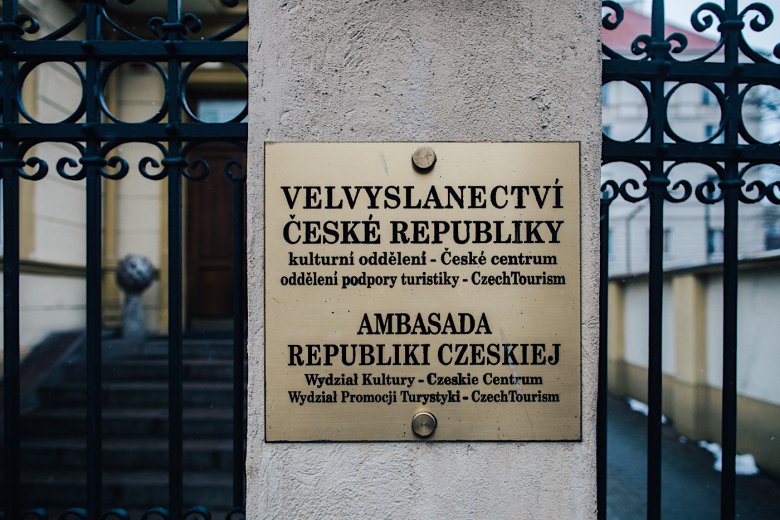 VELVYSLANECTVÍ
ČESKÉ REPUBLIKY
kulturní oddělení - České centrum
oddělení podpory turistiky - CzechTourism
AMBASADA
REPUBLIKI CZESKIEJ
Wydział Kultury - Czeskie Centrum
Wydział Promocji Turystyki - CzechTourism